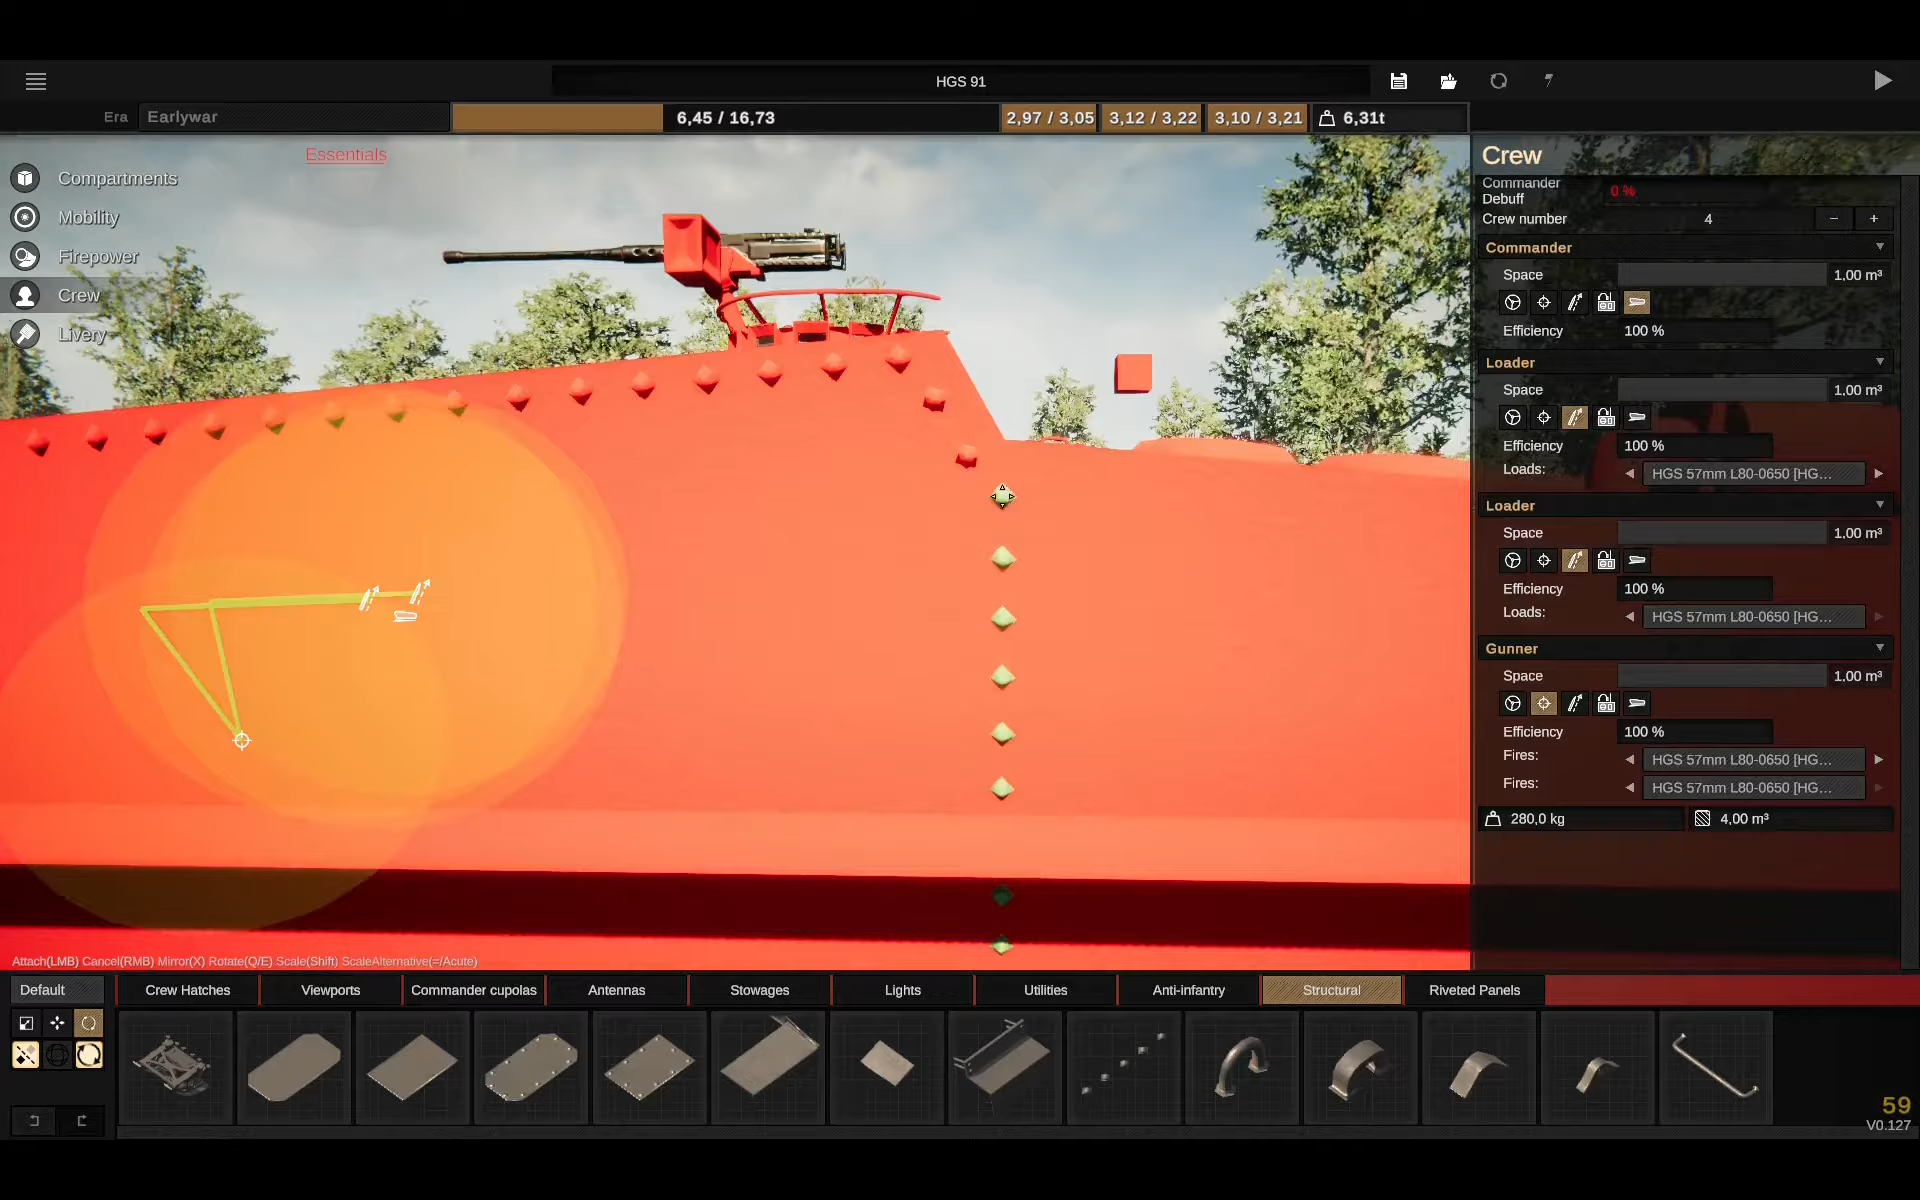 HGS 91
Era Earlywar 6,45 / 16,73 2,97 / 3,05 3,12 / 3,22 3,10 / 3,21 6,31t
Essentials
Compartments
Mobility
Firepower
Crew
Livery
Crew
Commander Debuff 0 %
Crew number 4 − +
Commander
Space 1,00 m³
Efficiency 100 %
Loader
Space 1,00 m³
Efficiency 100 %
Loads: HGS 57mm L80-0650 [HG...
Loader
Space 1,00 m³
Efficiency 100 %
Loads: HGS 57mm L80-0650 [HG...
Gunner
Space 1,00 m³
Efficiency 100 %
Fires: HGS 57mm L80-0650 [HG...
Fires: HGS 57mm L80-0650 [HG...
280,0 kg 4,00 m³
Attach(LMB) Cancel(RMB) Mirror(X) Rotate(Q/E) Scale(Shift) ScaleAlternative(=/Acute)
Default Crew Hatches Viewports Commander cupolas Antennas Stowages Lights Utilities Anti-infantry Structural Riveted Panels
59
V0.127